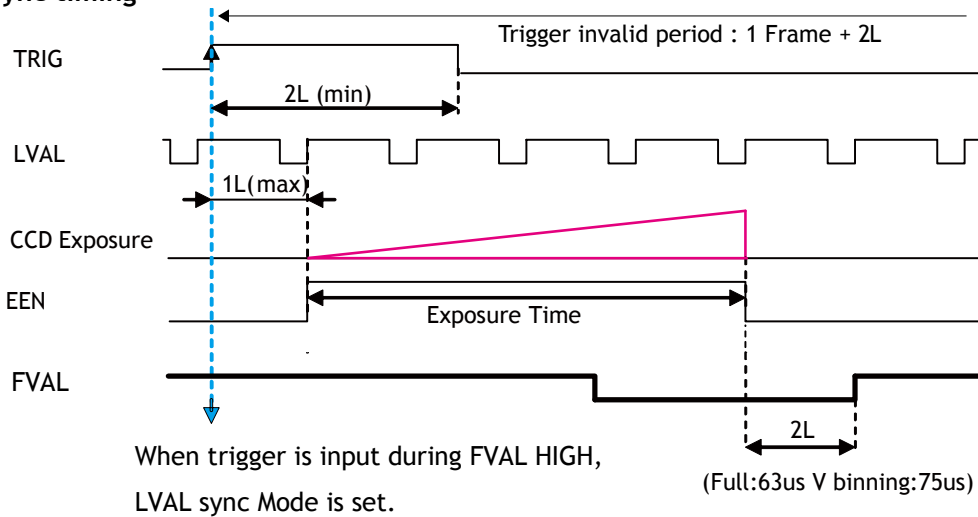 Trigger invalid period : 1 Frame + 2L
TRIG
2L (min)
LVAL
1L(max)
CCD Exposure
EEN
Exposure Time
FVAL
2L
When trigger is input during FVAL HIGH,
(Full:63us V binning:75us)
LVAL sync Mode is set.